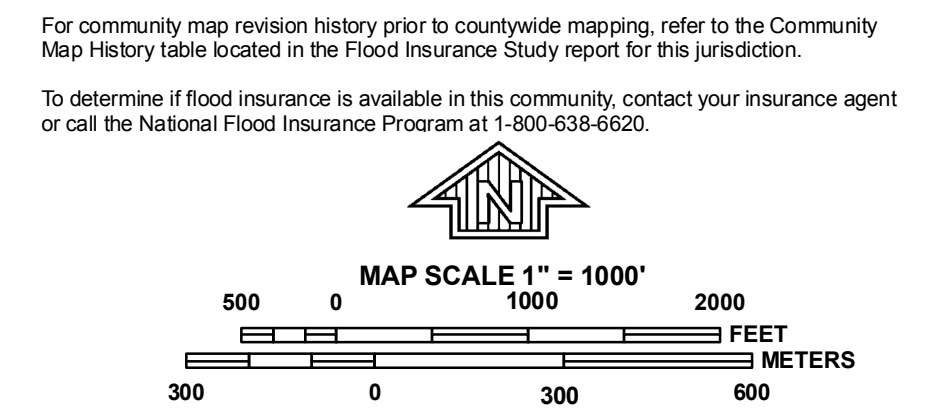 For community map revision history prior to countywide mapping, refer to the Community
Map History table located in the Flood Insurance Study report for this jurisdiction.
To determine if flood insurance is available in this community, contact your insurance agent
or call the National Flood Insurance Program at 1-800-638-6620.
N
MAP SCALE 1" = 1000'
500 0 1000 2000
FEET
METERS
300 0 300 600